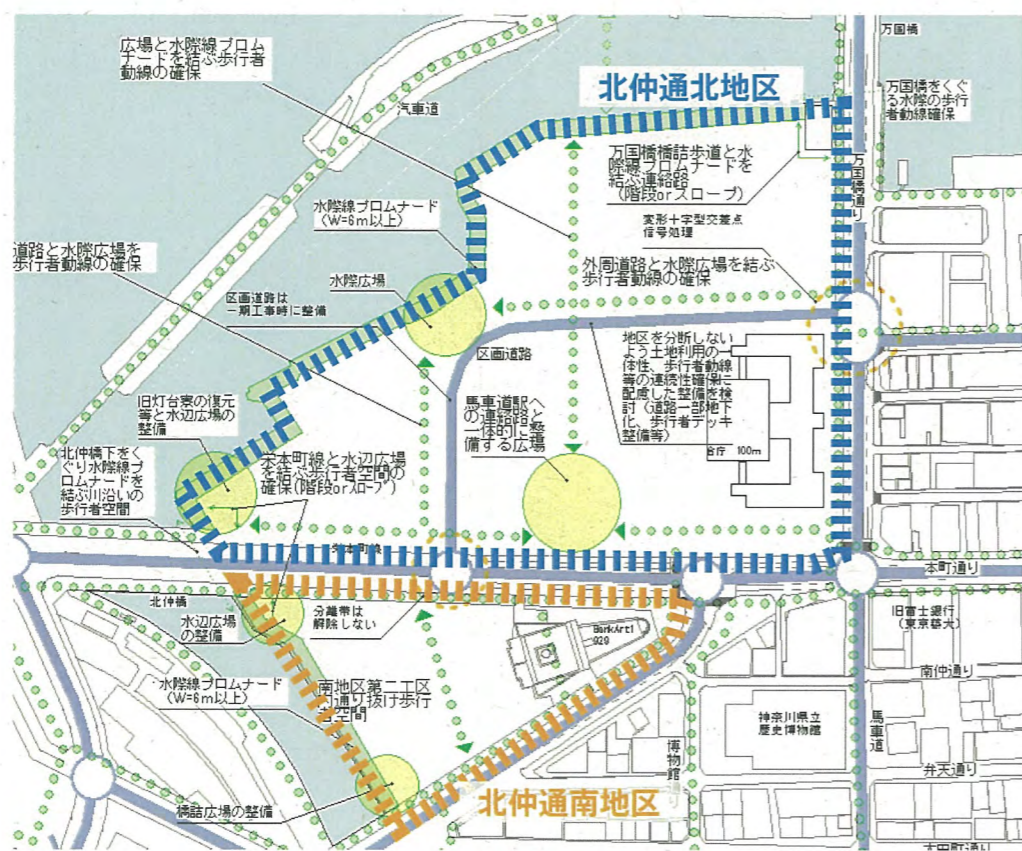 広場と水際線プロム
ナードを結ぶ歩行者
動線の確保
汽車道
北仲通北地区
万国橋
万国橋をくぐ
る水際の歩行
者動線確保
万国橋橋詰歩道と水
際線プロムナードを
結ぶ連絡路
(階段orスロープ)
万国橋通り
水際線プロムナード
(W=6m以上)
変形十字型交差点
信号処理
道路と水際広場を
歩行者動線の確保
外周道路と水際広場を結ぶ
歩行者動線の確保
水際広場
区画道路は
一期工事時に整備
区画道路
地区を分断しない
よう土地利用の一
体性、歩行者動線
等の連続性確保に
配慮した整備を検
討(道路一部地下
化、歩行者デッキ
整備等)
旧灯台寮の復元
等と水辺広場の
整備
馬車道駅へ
の連絡路と
一体的に整
備する広場
合庁 100m
北仲橋下をく
ぐり水際線プ
ロムナードを
結ぶ川沿いの
歩行者空間
栄本町線と水辺広場
を結ぶ歩行者空間の
確保(階段orスロープ)
栄本町線
本町通り
北仲橋
水辺広場
の整備
分離帯は
解除しない
BankArt1
929
旧富士銀行
(東京芸大)
南仲通り
水際線プロムナード
(W=6m以上)
南地区第二工区
内通り抜け歩行
者空間
神奈川県立
歴史博物館
馬車道
博物館通り
弁天通り
橋詰広場の整備
北仲通南地区
太田町通り